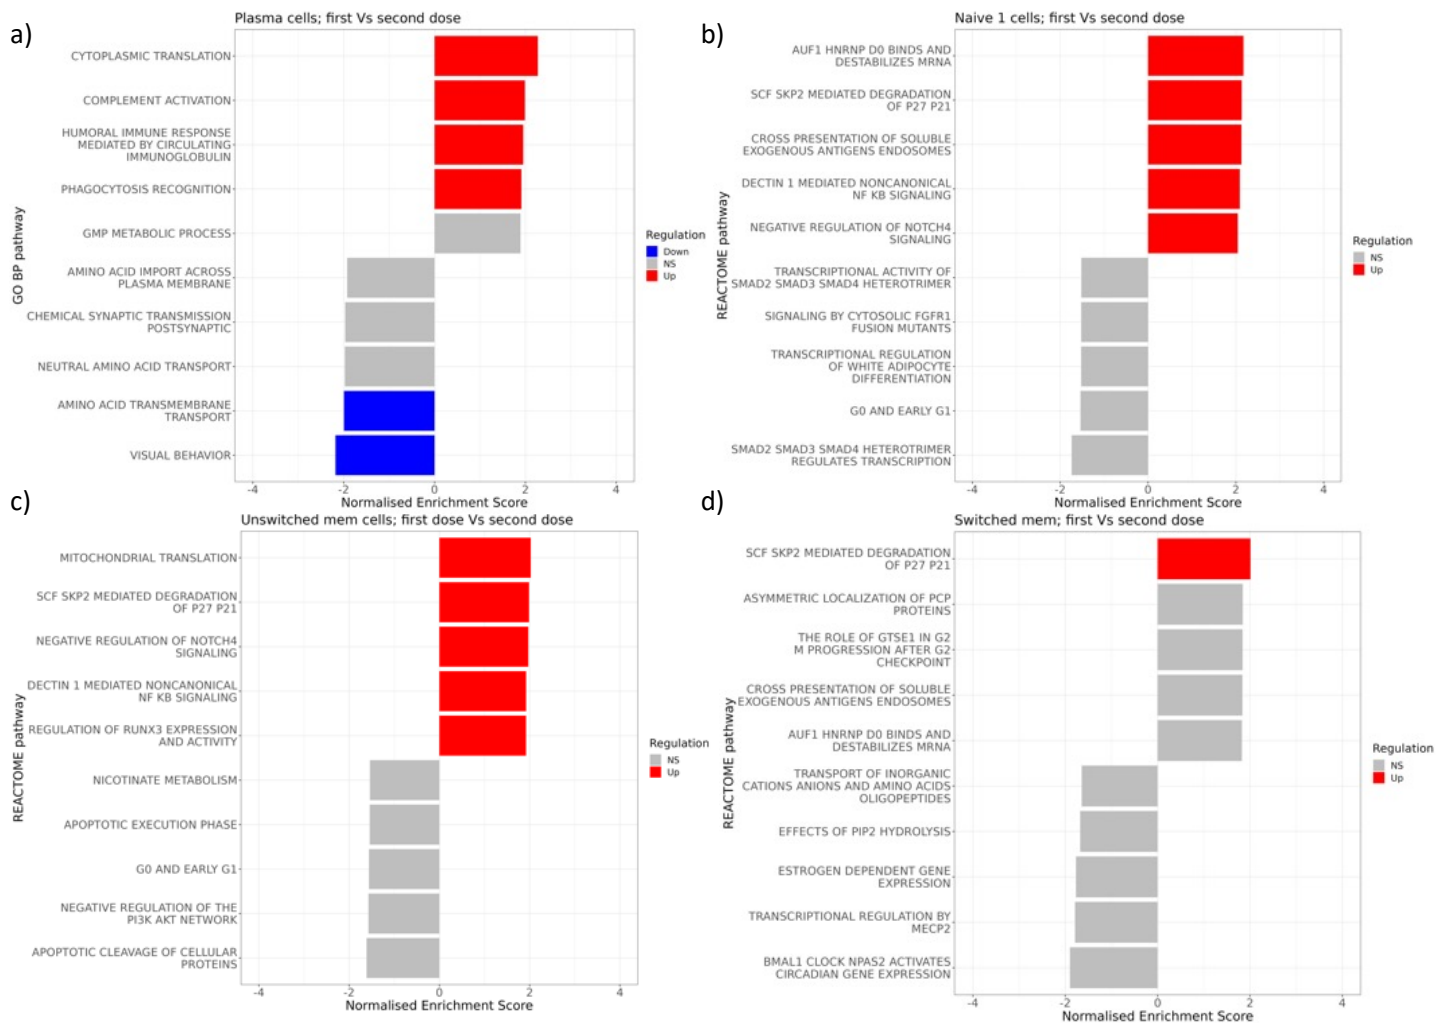 a)
Plasma cells; first Vs second dose
GO BP pathway
CYTOPLASMIC TRANSLATION
COMPLEMENT ACTIVATION
HUMORAL IMMUNE RESPONSE
MEDIATED BY CIRCULATING
IMMUNOGLOBULIN
PHAGOCYTOSIS RECOGNITION
GMP METABOLIC PROCESS
AMINO ACID IMPORT ACROSS
PLASMA MEMBRANE
CHEMICAL SYNAPTIC TRANSMISSION
POSTSYNAPTIC
NEUTRAL AMINO ACID TRANSPORT
AMINO ACID TRANSMEMBRANE
TRANSPORT
VISUAL BEHAVIOR
-4 -2 0 2 4
Normalised Enrichment Score
Regulation
Down
NS
Up
b)
Naive 1 cells; first Vs second dose
REACTOME pathway
AUF1 HNRNP D0 BINDS AND
DESTABILIZES MRNA
SCF SKP2 MEDIATED DEGRADATION
OF P27 P21
CROSS PRESENTATION OF SOLUBLE
EXOGENOUS ANTIGENS ENDOSOMES
DECTIN 1 MEDIATED NONCANONICAL
NF KB SIGNALING
NEGATIVE REGULATION OF NOTCH4
SIGNALING
TRANSCRIPTIONAL ACTIVITY OF
SMAD2 SMAD3 SMAD4 HETEROTRIMER
SIGNALING BY CYTOSOLIC FGFR1
FUSION MUTANTS
TRANSCRIPTIONAL REGULATION
OF WHITE ADIPOCYTE
DIFFERENTIATION
G0 AND EARLY G1
SMAD2 SMAD3 SMAD4 HETEROTRIMER
REGULATES TRANSCRIPTION
-4 -2 0 2 4
Normalised Enrichment Score
Regulation
NS
Up
c)
Unswitched mem cells; first dose Vs second dose
REACTOME pathway
MITOCHONDRIAL TRANSLATION
SCF SKP2 MEDIATED DEGRADATION
OF P27 P21
NEGATIVE REGULATION OF NOTCH4
SIGNALING
DECTIN 1 MEDIATED NONCANONICAL
NF KB SIGNALING
REGULATION OF RUNX3 EXPRESSION
AND ACTIVITY
NICOTINATE METABOLISM
APOPTOTIC EXECUTION PHASE
G0 AND EARLY G1
NEGATIVE REGULATION OF THE
PI3K AKT NETWORK
APOPTOTIC CLEAVAGE OF CELLULAR
PROTEINS
-4 -2 0 2 4
Normalised Enrichment Score
Regulation
NS
Up
d)
Switched mem; first Vs second dose
REACTOME pathway
SCF SKP2 MEDIATED DEGRADATION
OF P27 P21
ASYMMETRIC LOCALIZATION OF PCP
PROTEINS
THE ROLE OF GTSE1 IN G2
M PROGRESSION AFTER G2
CHECKPOINT
CROSS PRESENTATION OF SOLUBLE
EXOGENOUS ANTIGENS ENDOSOMES
AUF1 HNRNP D0 BINDS AND
DESTABILIZES MRNA
TRANSPORT OF INORGANIC
CATIONS ANIONS AND AMINO ACIDS
OLIGOPEPTIDES
EFFECTS OF PIP2 HYDROLYSIS
ESTROGEN DEPENDENT GENE
EXPRESSION
TRANSCRIPTIONAL REGULATION BY
MECP2
BMAL1 CLOCK NPAS2 ACTIVATES
CIRCADIAN GENE EXPRESSION
-4 -2 0 2 4
Normalised Enrichment Score
Regulation
NS
Up